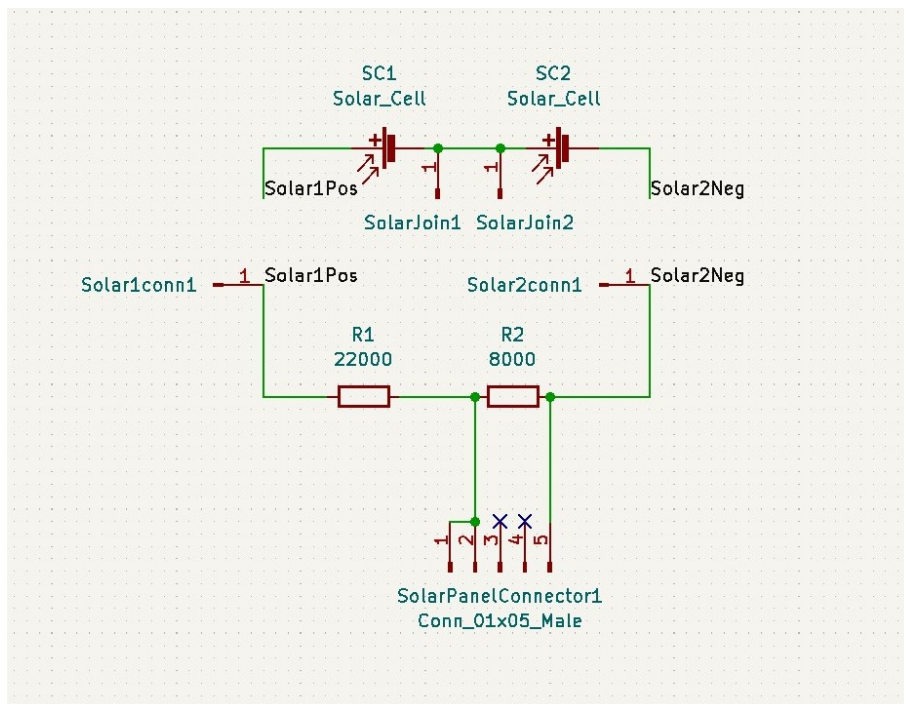 SC1
Solar_Cell
SC2
Solar_Cell
+
+
1
1
Solar1Pos
Solar2Neg
SolarJoin1
SolarJoin2
Solar1conn1
1
Solar1Pos
Solar2conn1
1
Solar2Neg
R1
22000
R2
8000
1
2
3
4
5
SolarPanelConnector1
Conn_01x05_Male